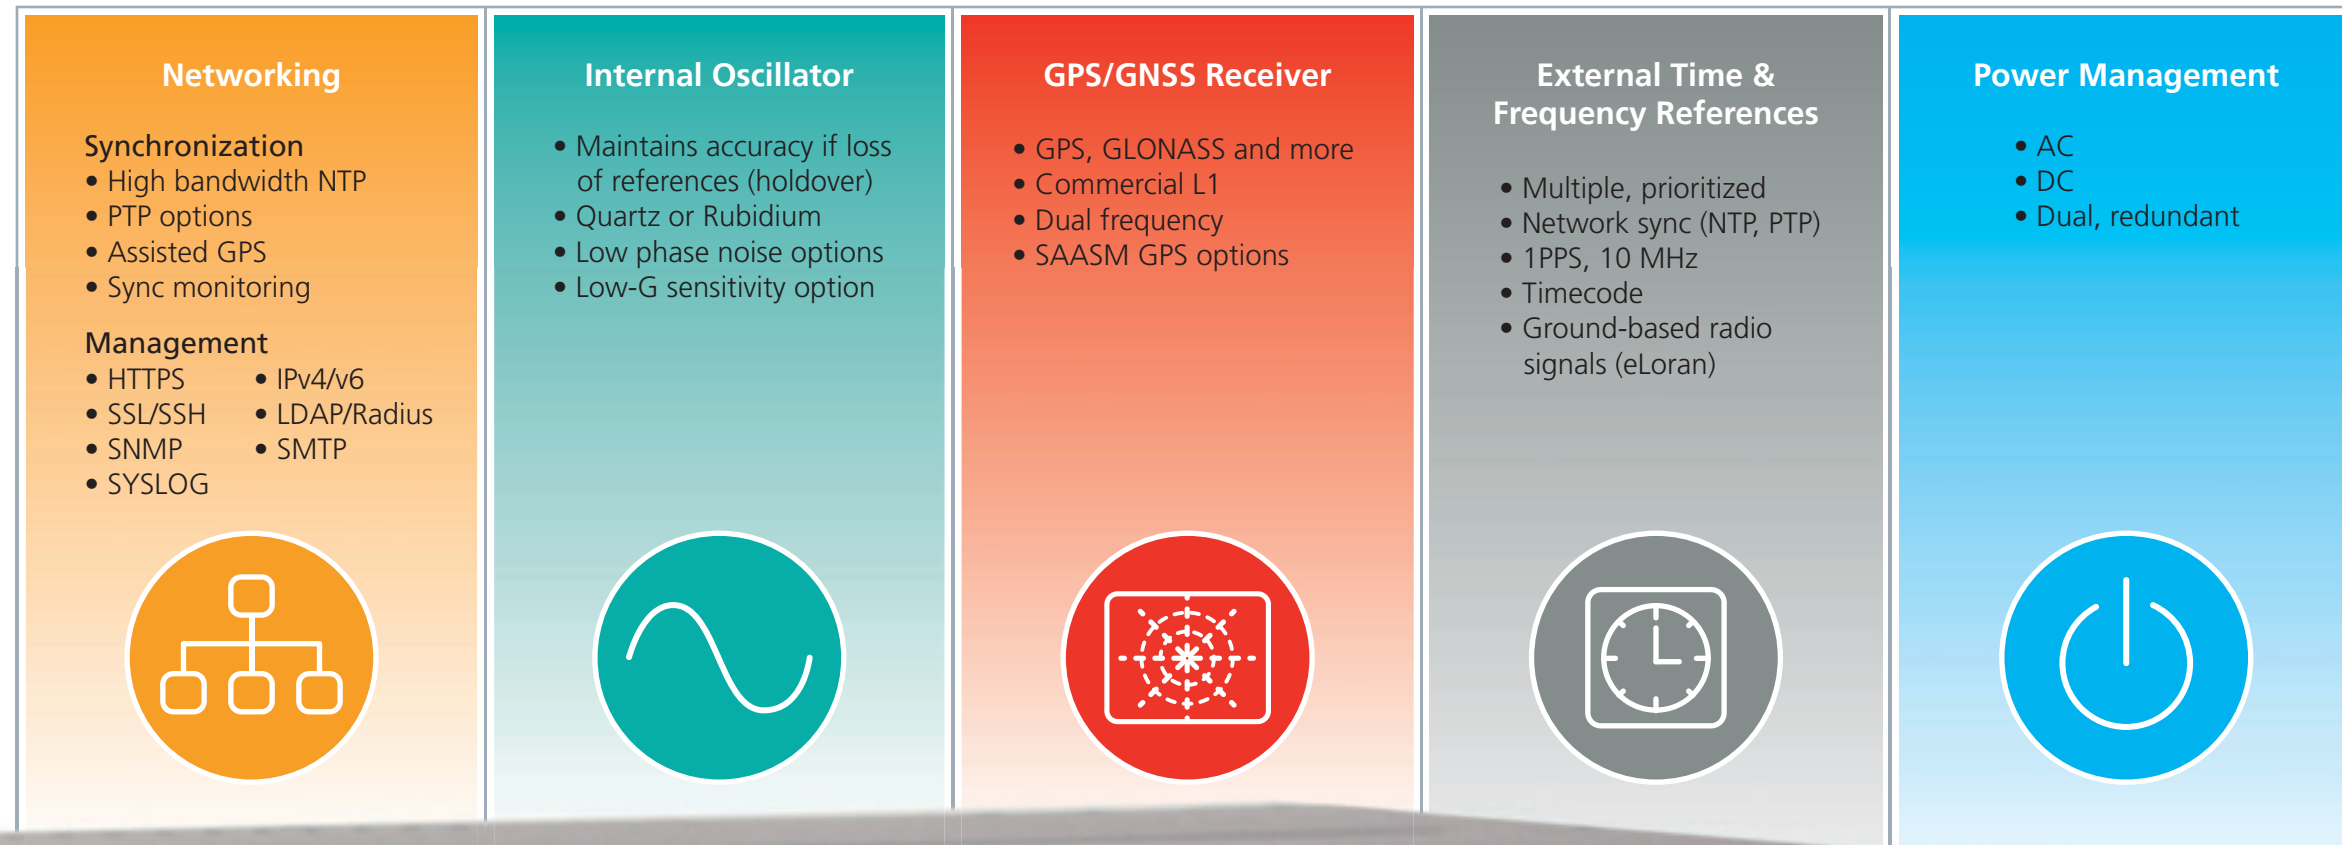 Networking
Synchronization
• High bandwidth NTP
• PTP options
• Assisted GPS
• Sync monitoring
Management
• HTTPS
• SSL/SSH
• SNMP
• SYSLOG
• IPv4/v6
• LDAP/Radius
• SMTP
Internal Oscillator
• Maintains accuracy if loss
of references (holdover)
• Quartz or Rubidium
• Low phase noise options
• Low-G sensitivity option
GPS/GNSS Receiver
• GPS, GLONASS and more
• Commercial L1
• Dual frequency
• SAASM GPS options
External Time &
Frequency References
• Multiple, prioritized
• Network sync (NTP, PTP)
• 1PPS, 10 MHz
• Timecode
• Ground-based radio
signals (eLoran)
Power Management
• AC
• DC
• Dual, redundant